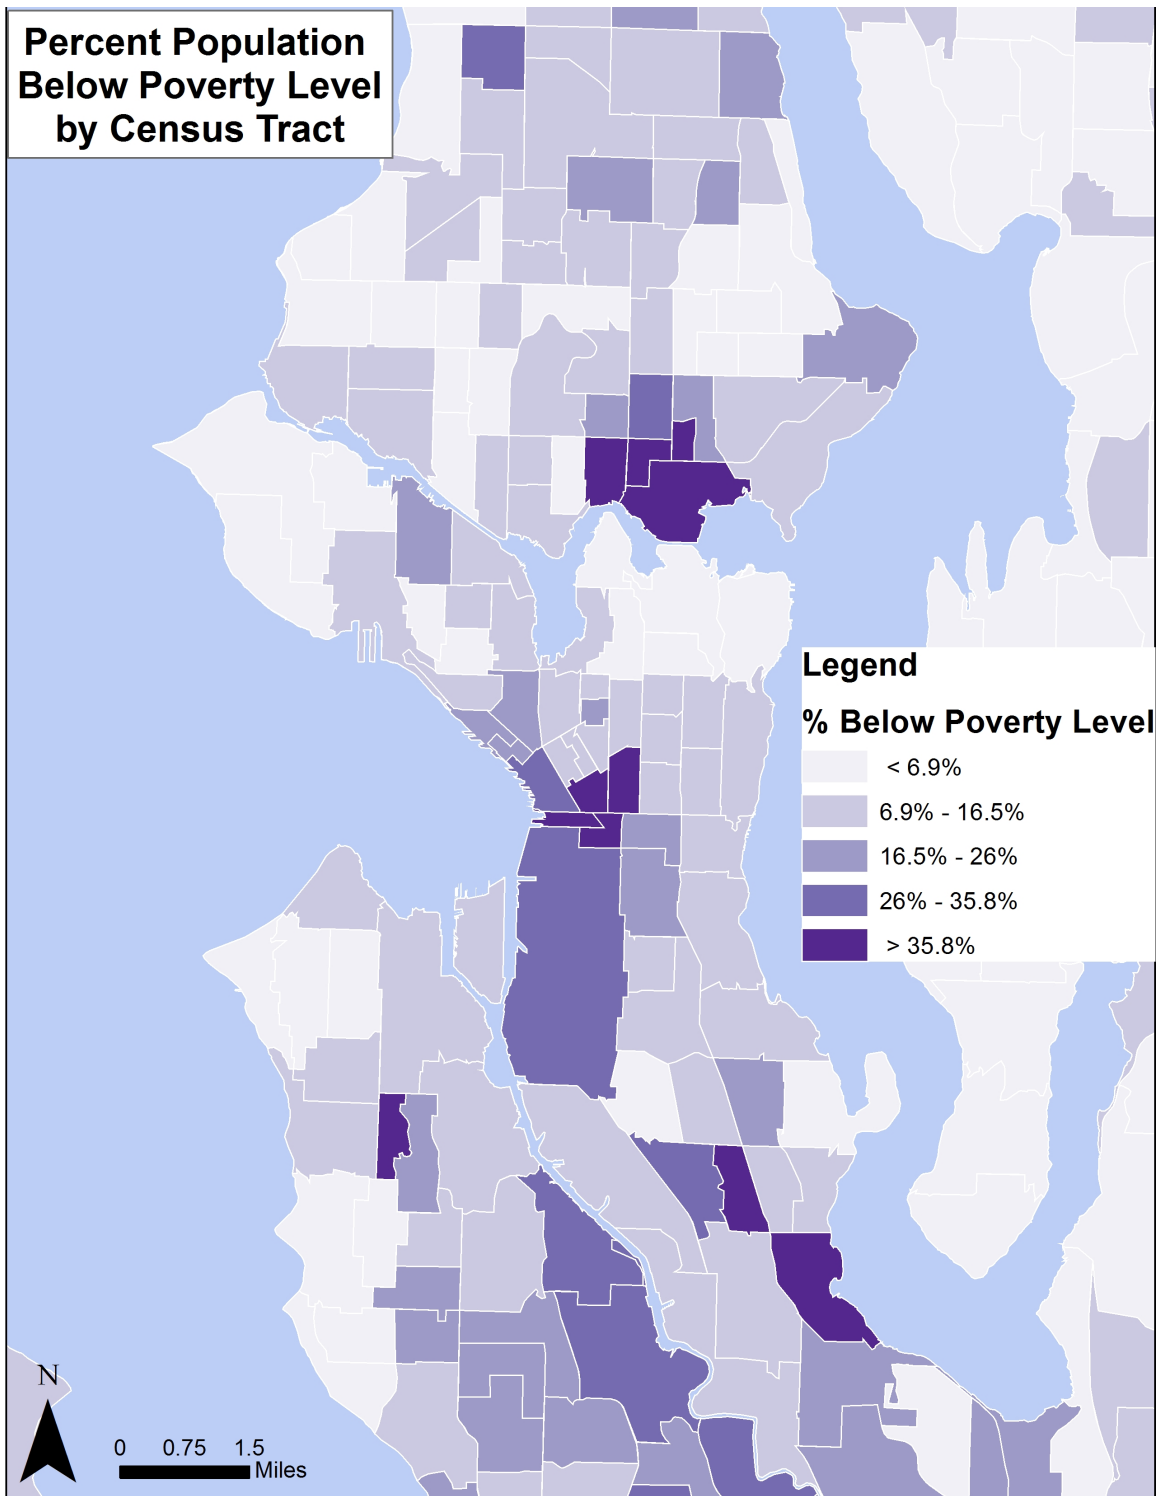 Percent Population
Below Poverty Level
by Census Tract
Legend
% Below Poverty Level
< 6.9%
6.9% - 16.5%
16.5% - 26%
26% - 35.8%
> 35.8%
N
0 0.75 1.5
Miles